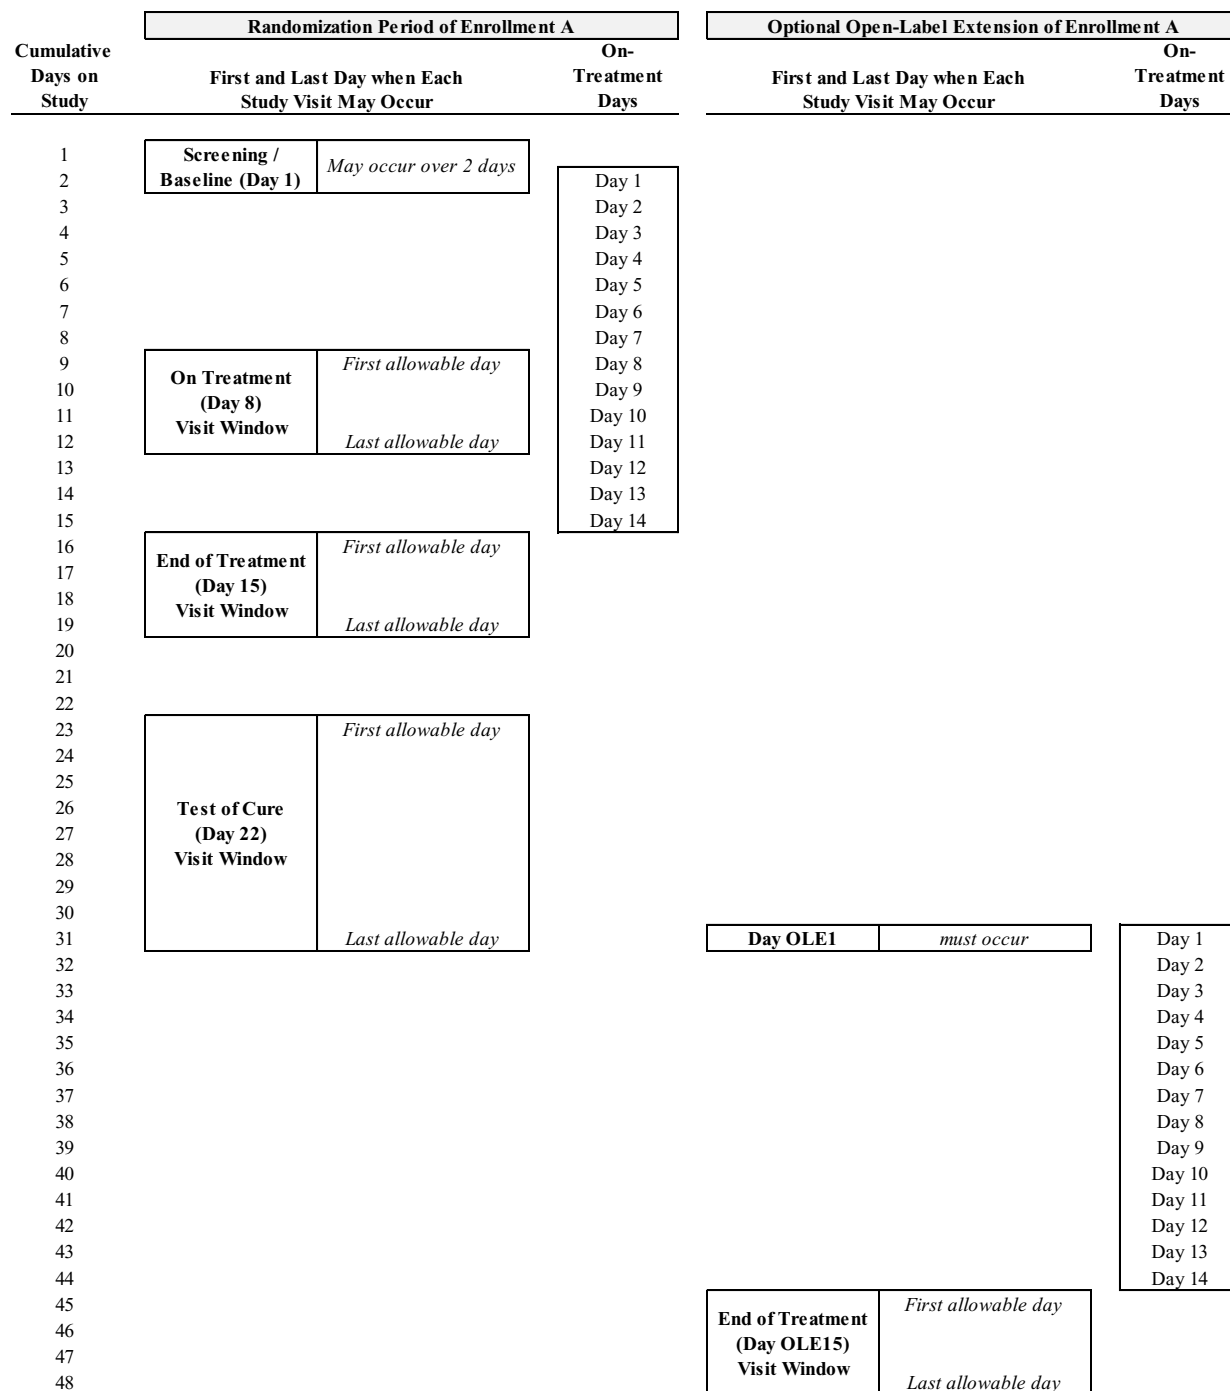 Randomization Period of Enrollment A Optional Open-Label Extension of Enrollment A
Cumulative On- On-
Days on First and Last Day when Each Treatment First and Last Day when Each Treatment
Study Study Visit May Occur Days Study Visit May Occur Days
1 Screening / May occur over 2 days
2 Baseline (Day 1) Day 1
3 Day 2
4 Day 3
5 Day 4
6 Day 5
7 Day 6
8 Day 7
9 First allowable day Day 8
On Treatment
10 Day 9
(Day 8)
11 Day 10
Visit Window
12 Last allowable day Day 11
13 Day 12
14 Day 13
15 Day 14
16 First allowable day
End of Treatment
17
(Day 15)
18
Visit Window
19 Last allowable day
20
21
22
23 First allowable day
24
25
26 Test of Cure
27 (Day 22)
28 Visit Window
29
30
31 Last allowable day Day OLE1 must occur Day 1
32 Day 2
33 Day 3
34 Day 4
35 Day 5
36 Day 6
37 Day 7
38 Day 8
39 Day 9
40 Day 10
41 Day 11
42 Day 12
43 Day 13
44 Day 14
45 First allowable day
End of Treatment
46
(Day OLE15)
47
Visit Window
48 Last allowable day